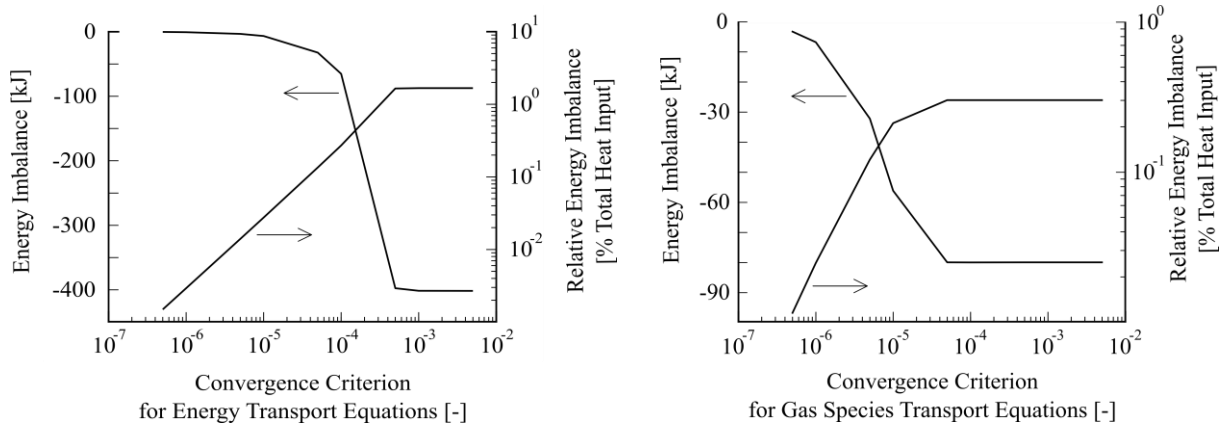 0
-100
-200
-300
-400
Energy Imbalance [kJ]
10^1
10^0
10^-1
10^-2
Relative Energy Imbalance
[% Total Heat Input]
10^-7
10^-6
10^-5
10^-4
10^-3
10^-2
Convergence Criterion
for Energy Transport Equations [-]
0
-30
-60
-90
Energy Imbalance [kJ]
10^0
10^-1
Relative Energy Imbalance
[% Total Heat Input]
10^-7
10^-6
10^-5
10^-4
10^-3
10^-2
Convergence Criterion
for Gas Species Transport Equations [-]